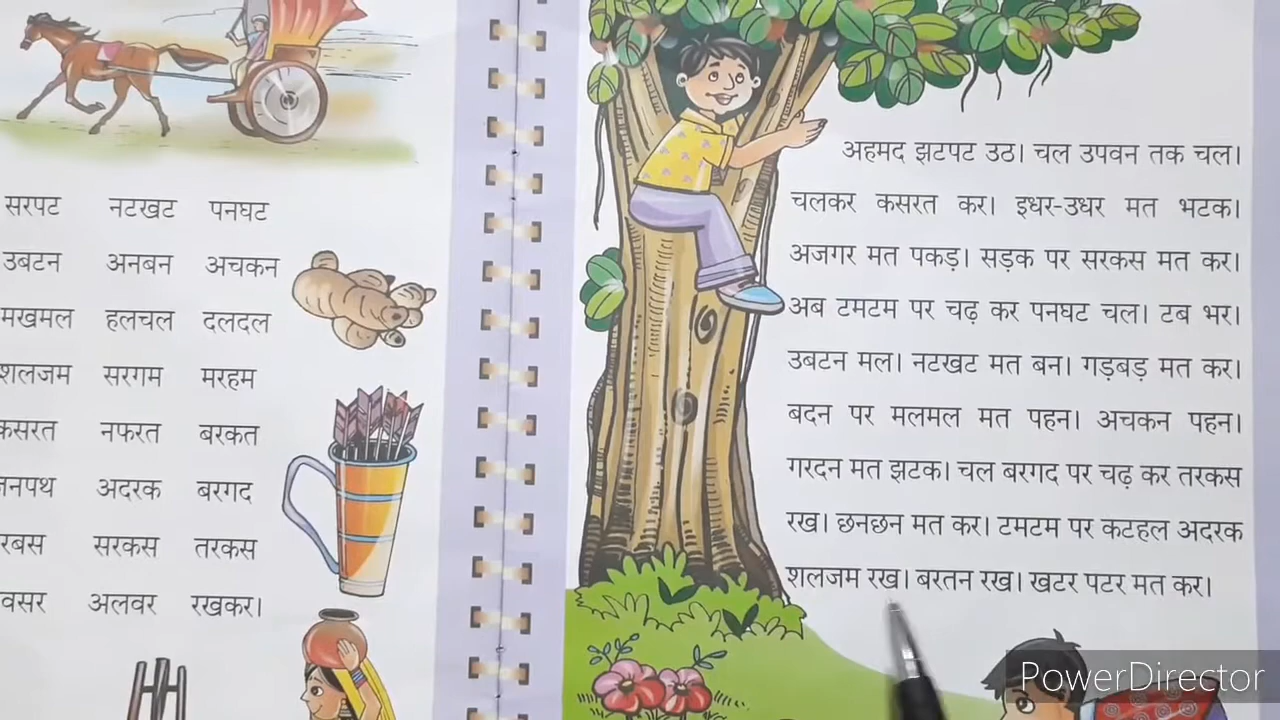 सरपट नटखट पनघट
उबटन अनबन अचकन
मखमल हलचल दलदल
शलजम सरगम मरहम
कसरत नफरत बरकत
अदरक बरगद
सरकस तरकस
अलवर रखकर।
अहमद झटपट उठ। चल उपवन तक चल।
चलकर कसरत कर। इधर-उधर मत भटक।
अजगर मत पकड़। सड़क पर सरकस मत कर।
अब टमटम पर चढ़ कर पनघट चल। टब भर।
उबटन मल। नटखट मत बन। गड़बड़ मत कर।
बदन पर मलमल मत पहन। अचकन पहन।
गरदन मत झटक। चल बरगद पर चढ़ कर तरकस
रख। छनछन मत कर। टमटम पर कटहल अदरक
शलजम रख। बरतन रख। खटर पटर मत कर।
PowerDirector